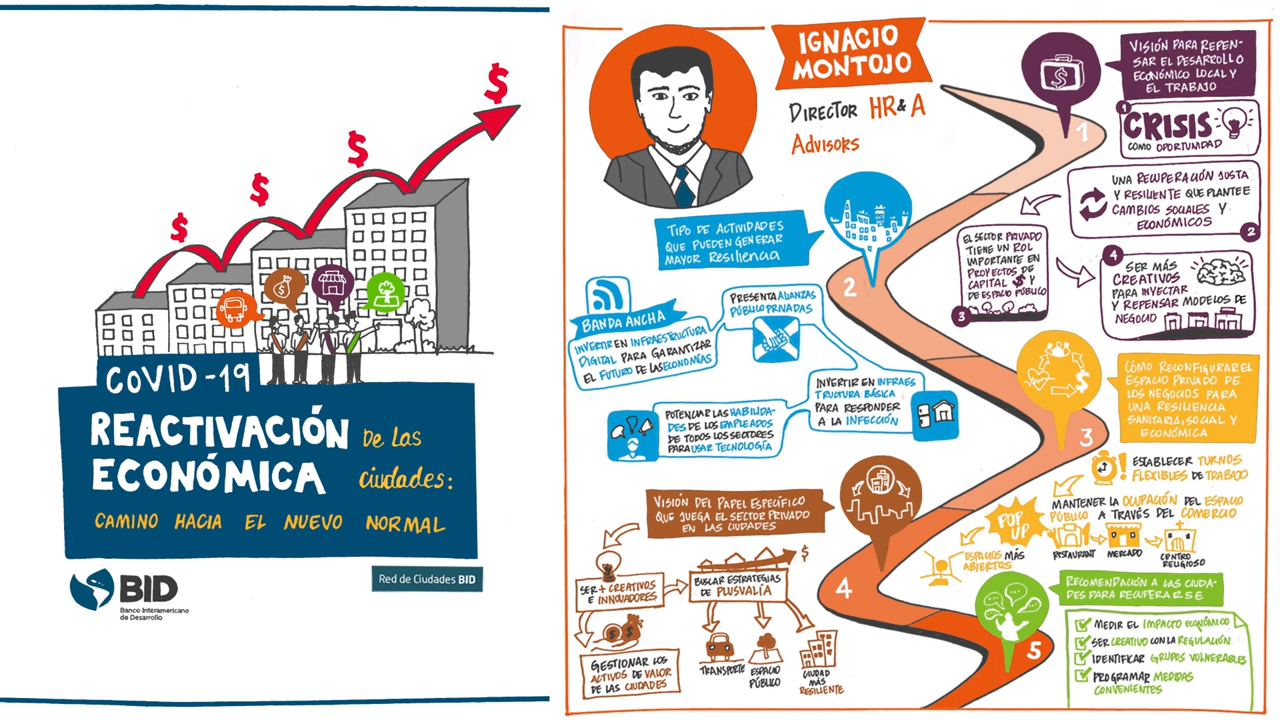 $
$
$
$
COVID-19
REACTIVACIÓN De las
ECONÓMICA ciudades:
CAMINO HACIA EL NUEVO NORMAL
BID
Banco Interamericano
de Desarrollo
Red de Ciudades BID
IGNACIO
MONTOJO
DIRECTOR HR&A
Advisors
1
VISIÓN PARA REPEN-
SAR EL DESARROLLO
ECONÓMICO LOCAL Y
EL TRABAJO
1
CRISIS
COMO OPORTUNIDAD
UNA RECUPERACIÓN JUSTA
Y RESILIENTE QUE PLANTEE
CAMBIOS SOCIALES Y
ECONÓMICOS
2
EL SECTOR PRIVADO
TIENE UN ROL
IMPORTANTE EN
PROYECTOS DE
CAPITAL $ Y
DE ESPACIO PÚBLICO
3
4
SER MÁS
CREATIVOS
PARA INYECTAR
Y REPENSAR MODELOS DE
NEGOCIO
2
TIPO DE ACTIVIDADES
QUE PUEDEN GENERAR
MAYOR RESILIENCIA
BANDA ANCHA
INVERTIR EN INFRAESTRUCTURA
DIGITAL PARA GARANTIZAR
EL FUTURO DE LAS ECONOMÍAS
PRESENTA ALIANZAS
PÚBLICO PRIVADAS
INVERTIR EN INFRAES
TRUCTURA BÁSICA
PARA RESPONDER
A LA INFECCIÓN
POTENCIAR LAS HABILIDA-
DES DE LOS EMPLEADOS
DE TODOS LOS SECTORES
PARA USAR TECNOLOGÍA
3
CÓMO RECONFIGURAR EL
ESPACIO PRIVADO DE
LOS NEGOCIOS PARA
UNA RESILIENCIA
SANITARIA, SOCIAL Y
ECONÓMICA
ESTABLECER TURNOS
FLEXIBLES DE TRABAJO
MANTENER LA OCUPACIÓN DEL ESPACIO
PÚBLICO A TRAVÉS DEL COMERCIO
POP
UP
ESPACIOS MÁS
ABIERTOS
RESTAURANT
MERCADO
CENTRO
RELIGIOSO
4
VISIÓN DEL PAPEL ESPECÍFICO
QUE JUEGA EL SECTOR PRIVADO
EN LAS CIUDADES
SER + CREATIVOS
E INNOVADORES
BUSCAR ESTRATEGIAS
DE PLUSVALÍA
$
GESTIONAR LOS
ACTIVOS DE VALOR
DE LAS CIUDADES
TRANSPORTE
ESPACIO
PÚBLICO
CIUDAD
MÁS
RESILIENTE
5
RECOMENDACIÓN A LAS CIUDA-
DES PARA RECUPERARSE
MEDIR EL IMPACTO ECONÓMICO
SER CREATIVO CON LA REGULACIÓN
IDENTIFICAR GRUPOS VULNERABLES
PROGRAMAR MEDIDAS
CONVENIENTES